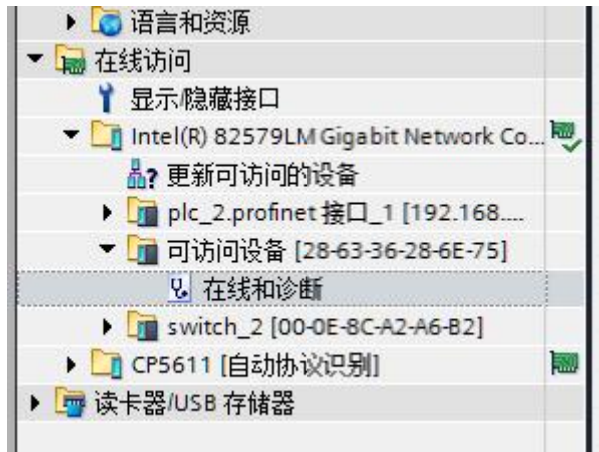 语言和资源
在线访问
显示/隐藏接口
Intel(R) 82579LM Gigabit Network Co...
更新可访问的设备
plc_2.profinet 接口_1 [192.168....
可访问设备 [28-63-36-28-6E-75]
在线和诊断
switch_2 [00-0E-8C-A2-A6-B2]
CP5611 [自动协议识别]
读卡器/USB 存储器